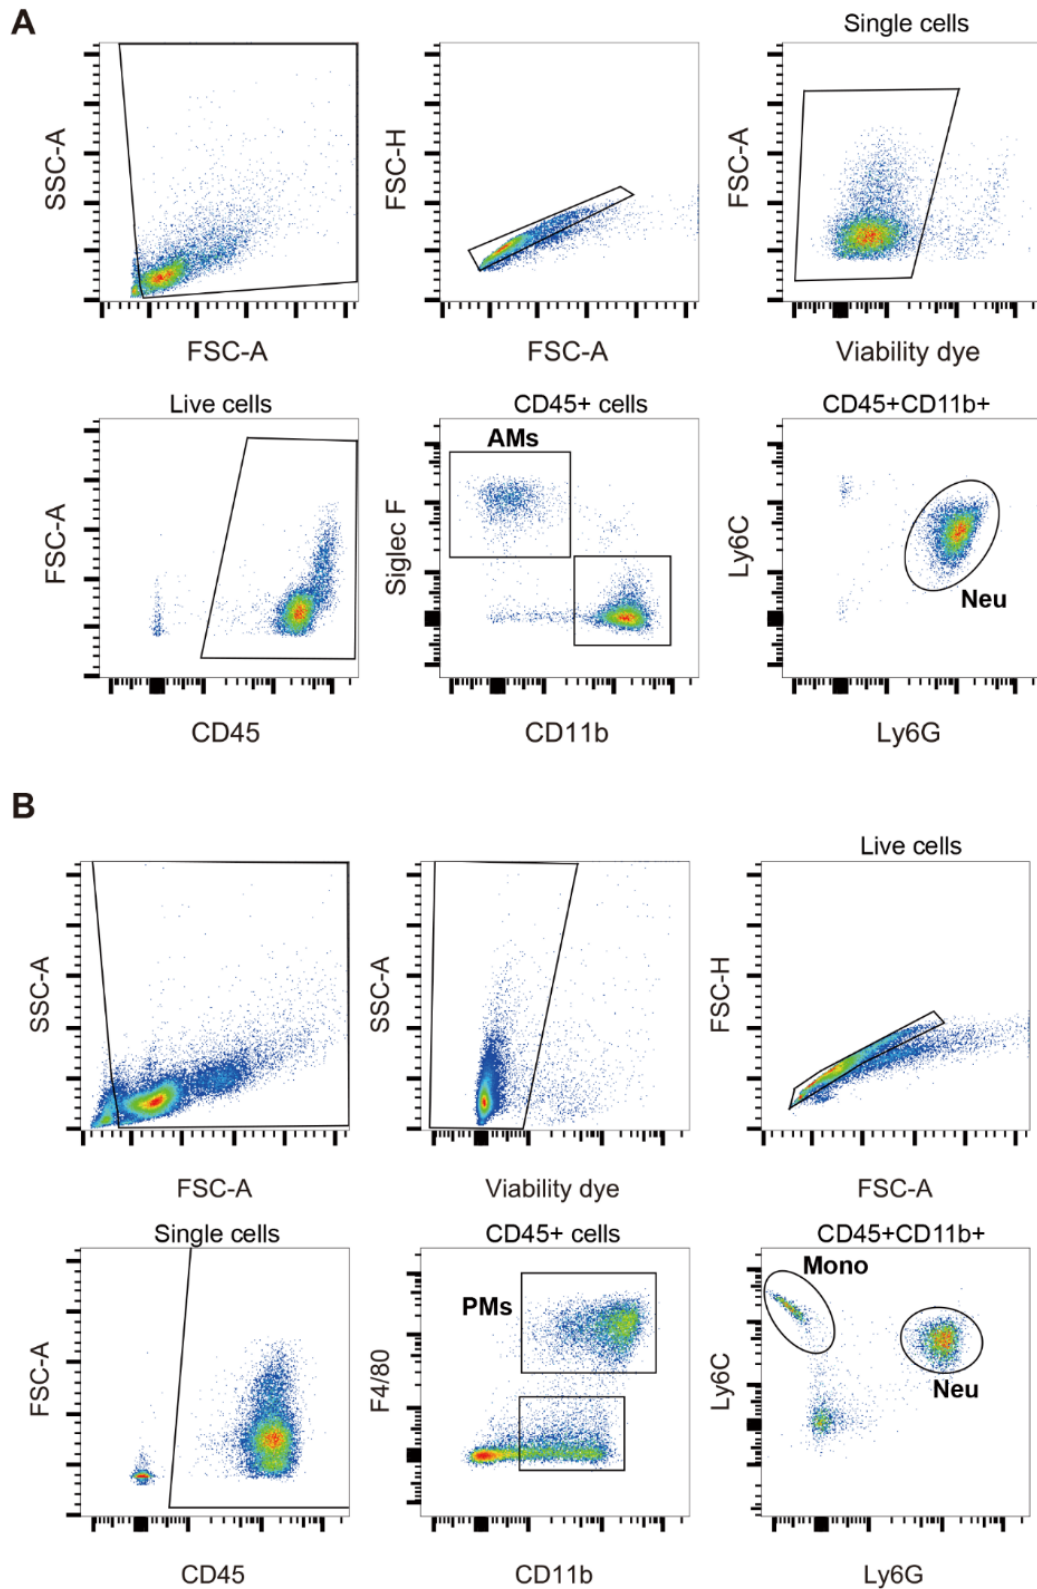 A
Single cells
SSC-A
FSC-H
FSC-A
FSC-A
FSC-A
Viability dye
Live cells
CD45+ cells
CD45+CD11b+
AMs
FSC-A
Siglec F
Ly6C
Neu
CD45
CD11b
Ly6G
B
Live cells
SSC-A
SSC-A
FSC-H
FSC-A
Viability dye
FSC-A
Single cells
CD45+ cells
CD45+CD11b+
Mono
PMs
FSC-A
F4/80
Ly6C
Neu
CD45
CD11b
Ly6G